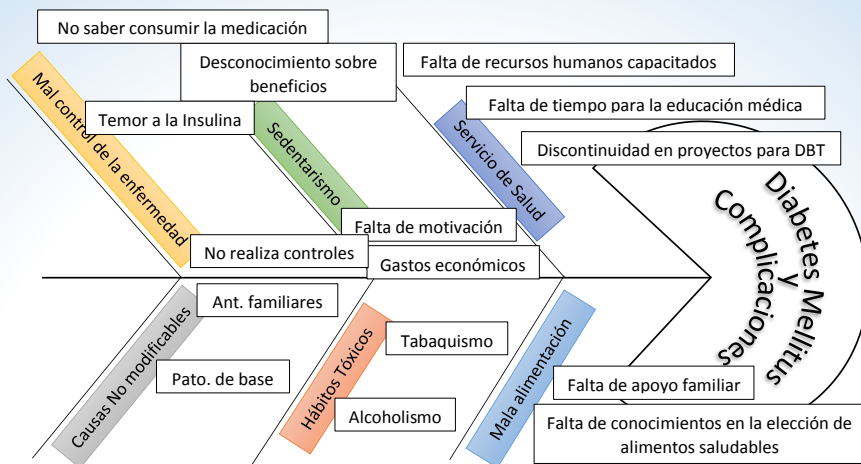 No saber consumir la medicación
Desconocimiento sobre
beneficios
Falta de recursos humanos capacitados
Mal control de la enfermedad
Temor a la Insulina
Sedentarismo
Servicio de Salud
Falta de tiempo para la educación médica
Discontinuidad en proyectos para DBT
Falta de motivación
No realiza controles
Gastos económicos
Diabetes Mellitus
y
Complicaciones
Ant. familiares
Causas No modificables
Pato. de base
Hábitos Tóxicos
Tabaquismo
Alcoholismo
Mala alimentación
Falta de apoyo familiar
Falta de conocimientos en la elección de
alimentos saludables